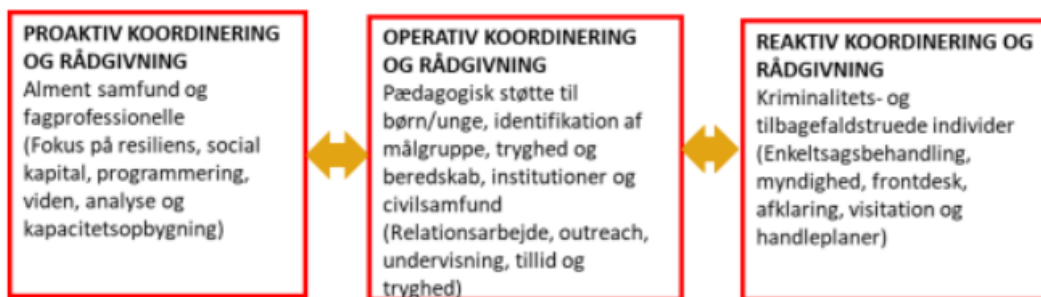 PROAKTIV KOORDINERING
OG RÅDGIVNING
Alment samfund og
fagprofessionelle
(Fokus på resiliens, social
kapital, programmering,
viden, analyse og
kapacitetsopbygning)
OPERATIV KOORDINERING
OG RÅDGIVNING
Pædagogisk støtte til
børn/unge, identifikation af
målgruppe, tryghed og
beredskab, institutioner og
civilsamfund
(Relationsarbejde, outreach,
undervisning, tillid og
tryghed)
REAKTIV KOORDINERING OG
RÅDGIVNING
Kriminalitets- og
tilbagefaldstruede individer
(Enkeltsagsbehandling,
myndighed, frontdesk,
afklaring, visitation og
handleplaner)